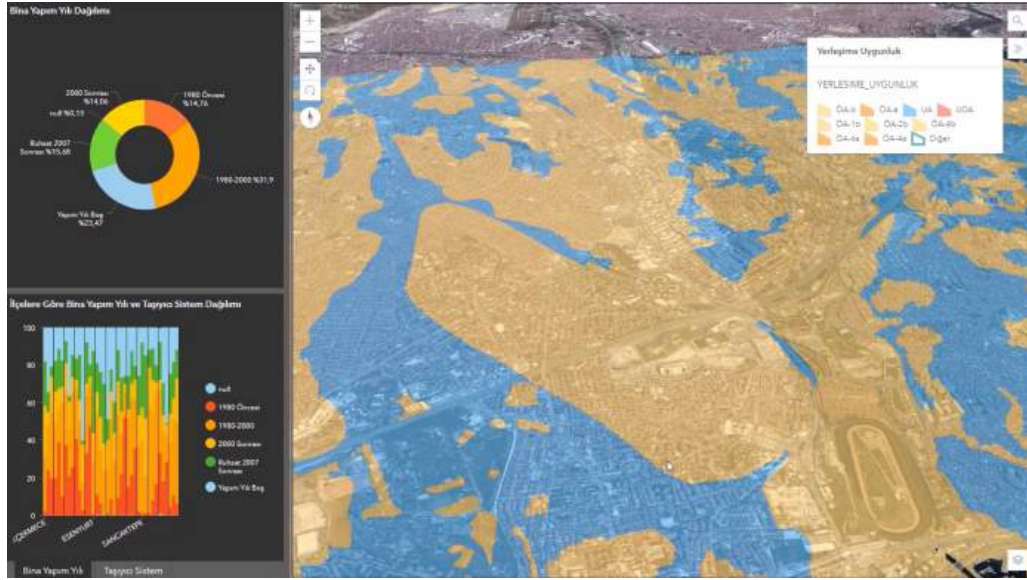 Bina Yapım Yılı Dağılımı
2000 Sonrası
%14,06
null %0,13
Ruhsat 2007
Sonrası %15,68
Yapım Yılı Boş
%23,47
1980 Öncesi
%14,76
1980-2000 %31,9
İlçelere Göre Bina Yapım Yılı ve Taşıyıcı Sistem Dağılımı
100
80
60
40
20
0
ESENYURT
SANCAKTEPE
null
1980 Öncesi
1980-2000
2000 Sonrası
Ruhsat 2007
Sonrası
Yapım Yılı Boş
Bina Yapım Yılı
Taşıyıcı Sistem
Yerleşime Uygunluk
YERLESIME_UYGUNLUK
UA
UOA
Diğer